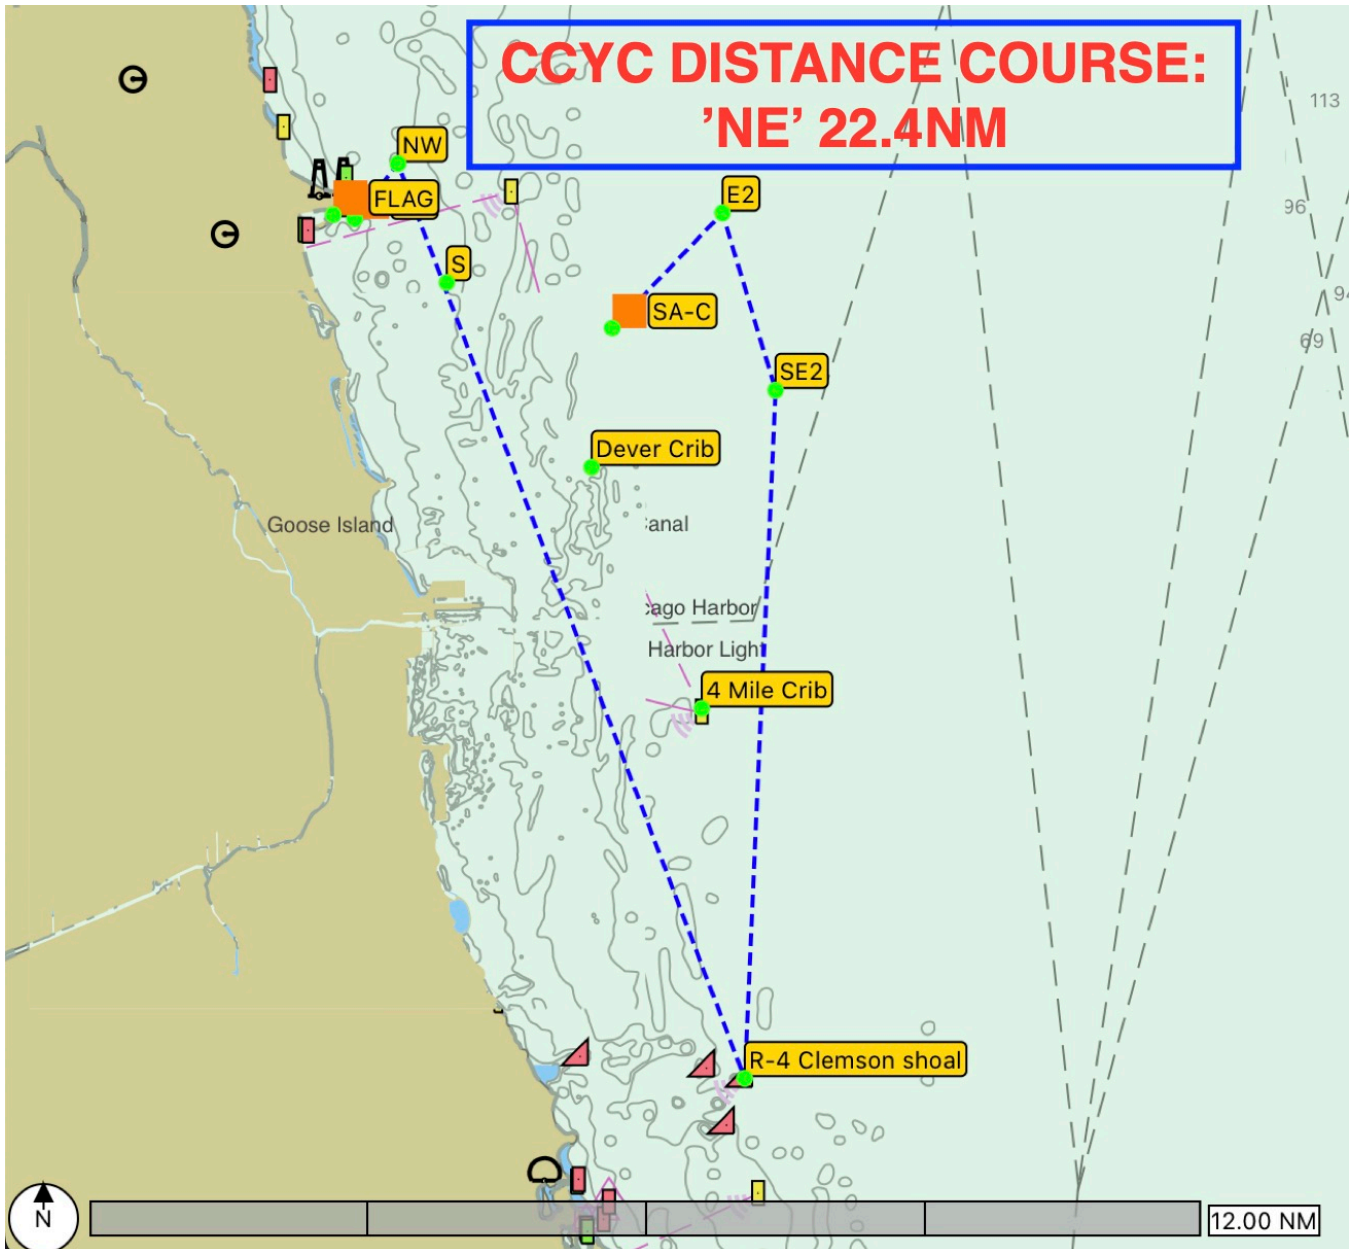 CCYC DISTANCE COURSE:
’NE’ 22.4NM
113
NW
E2
FLAG
96
S
94
SA-C
69
SE2
Dever Crib
Goose Island
anal
ago Harbor
Harbor Light
4 Mile Crib
R-4 Clemson shoal
N
12.00 NM